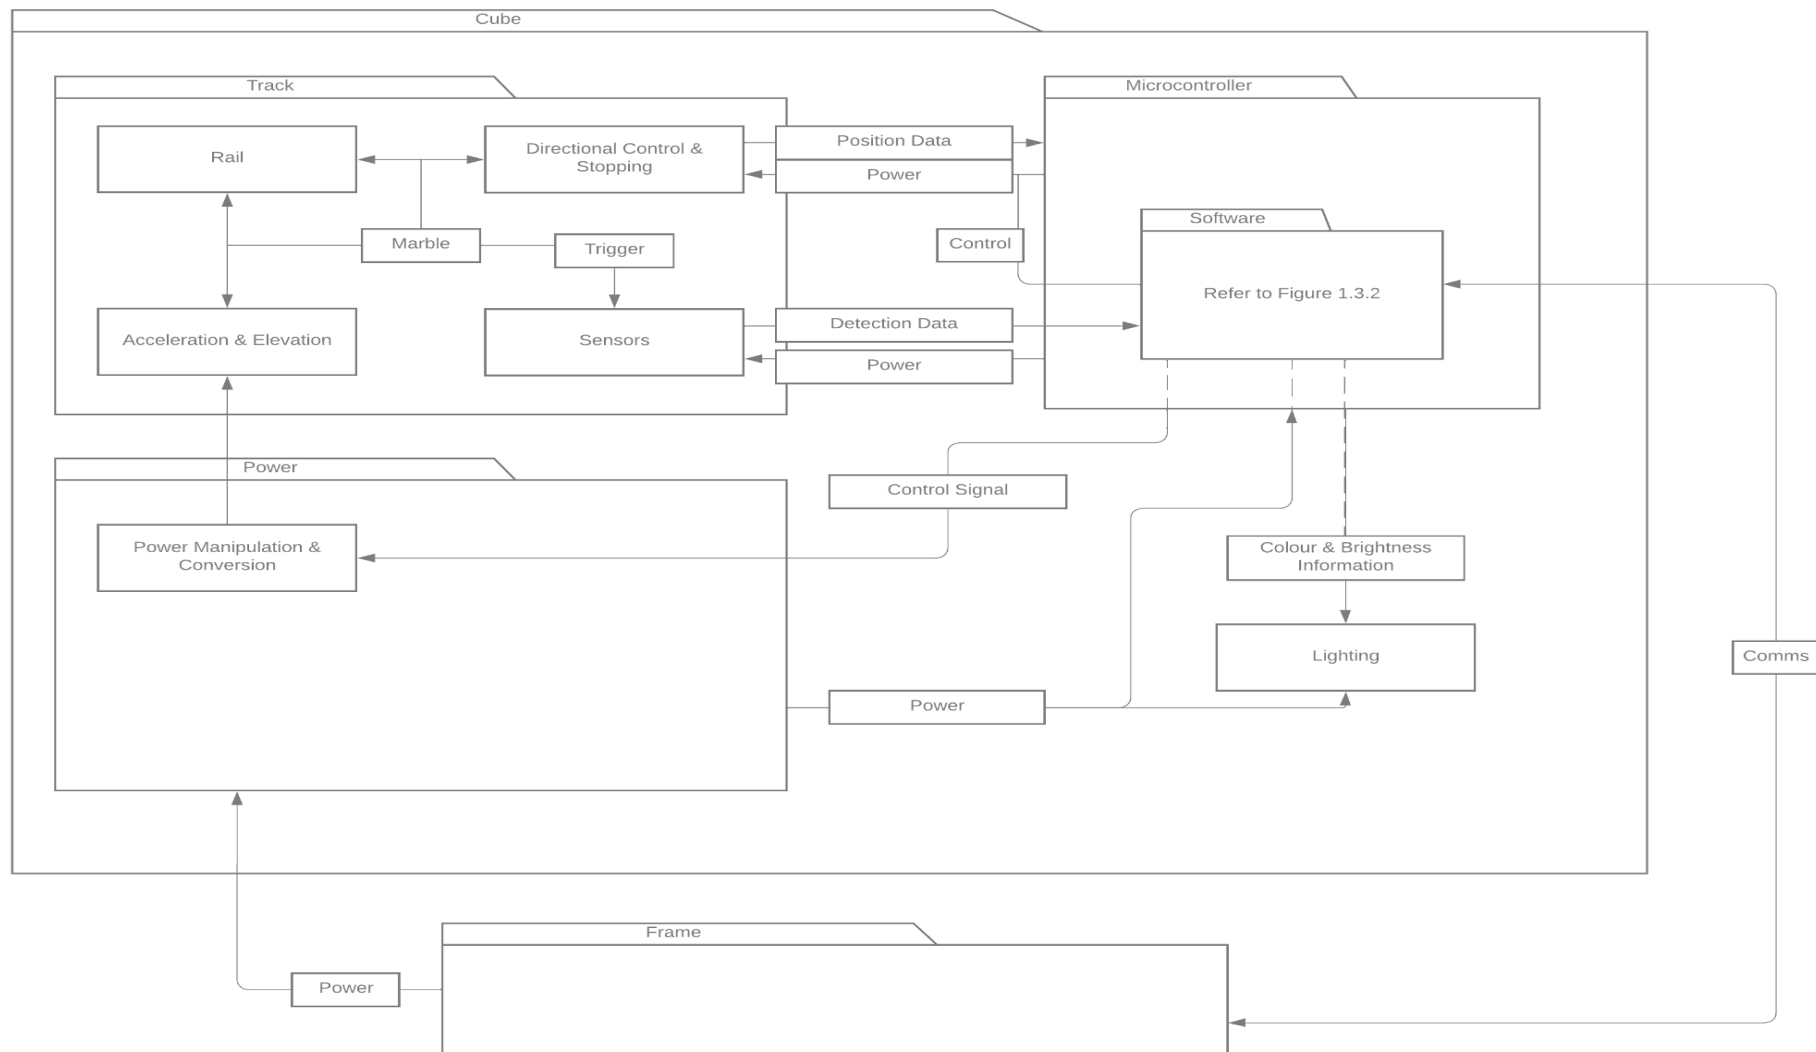 Cube
Track
Microcontroller
Rail
Directional Control &
Stopping
Position Data
Power
Software
Marble
Trigger
Control
Refer to Figure 1.3.2
Acceleration & Elevation
Sensors
Detection Data
Power
Power
Control Signal
Power Manipulation &
Conversion
Colour & Brightness
Information
Lighting
Comms
Power
Frame
Power